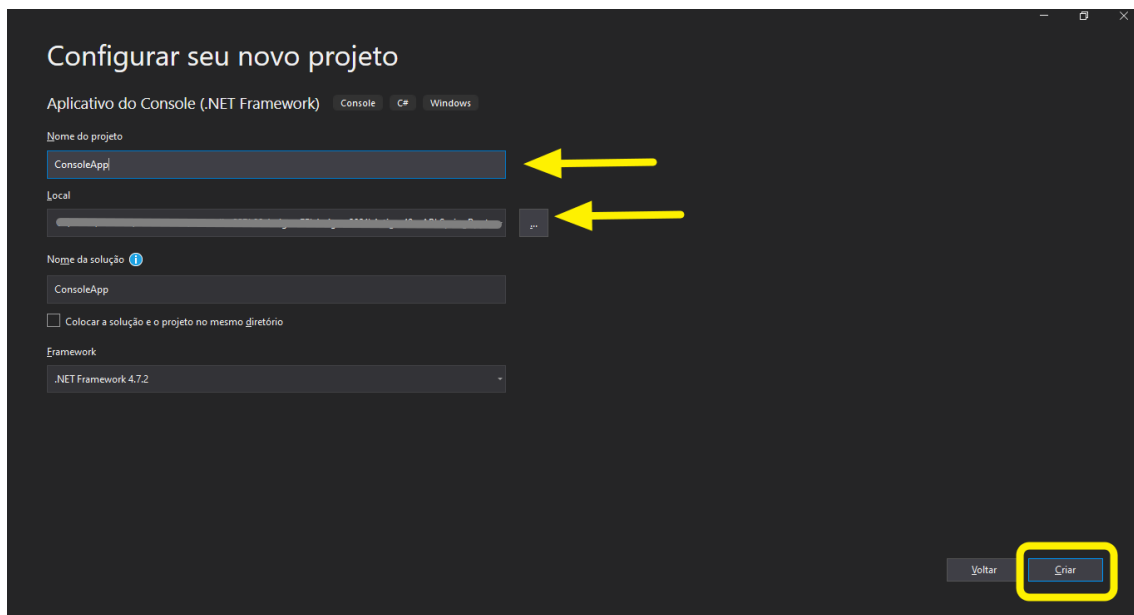 Configurar seu novo projeto
Aplicativo do Console (.NET Framework) Console C# Windows
Nome do projeto
ConsoleApp
Local
...
Nome da solução
ConsoleApp
Colocar a solução e o projeto no mesmo diretório
Framework
.NET Framework 4.7.2
Voltar Criar